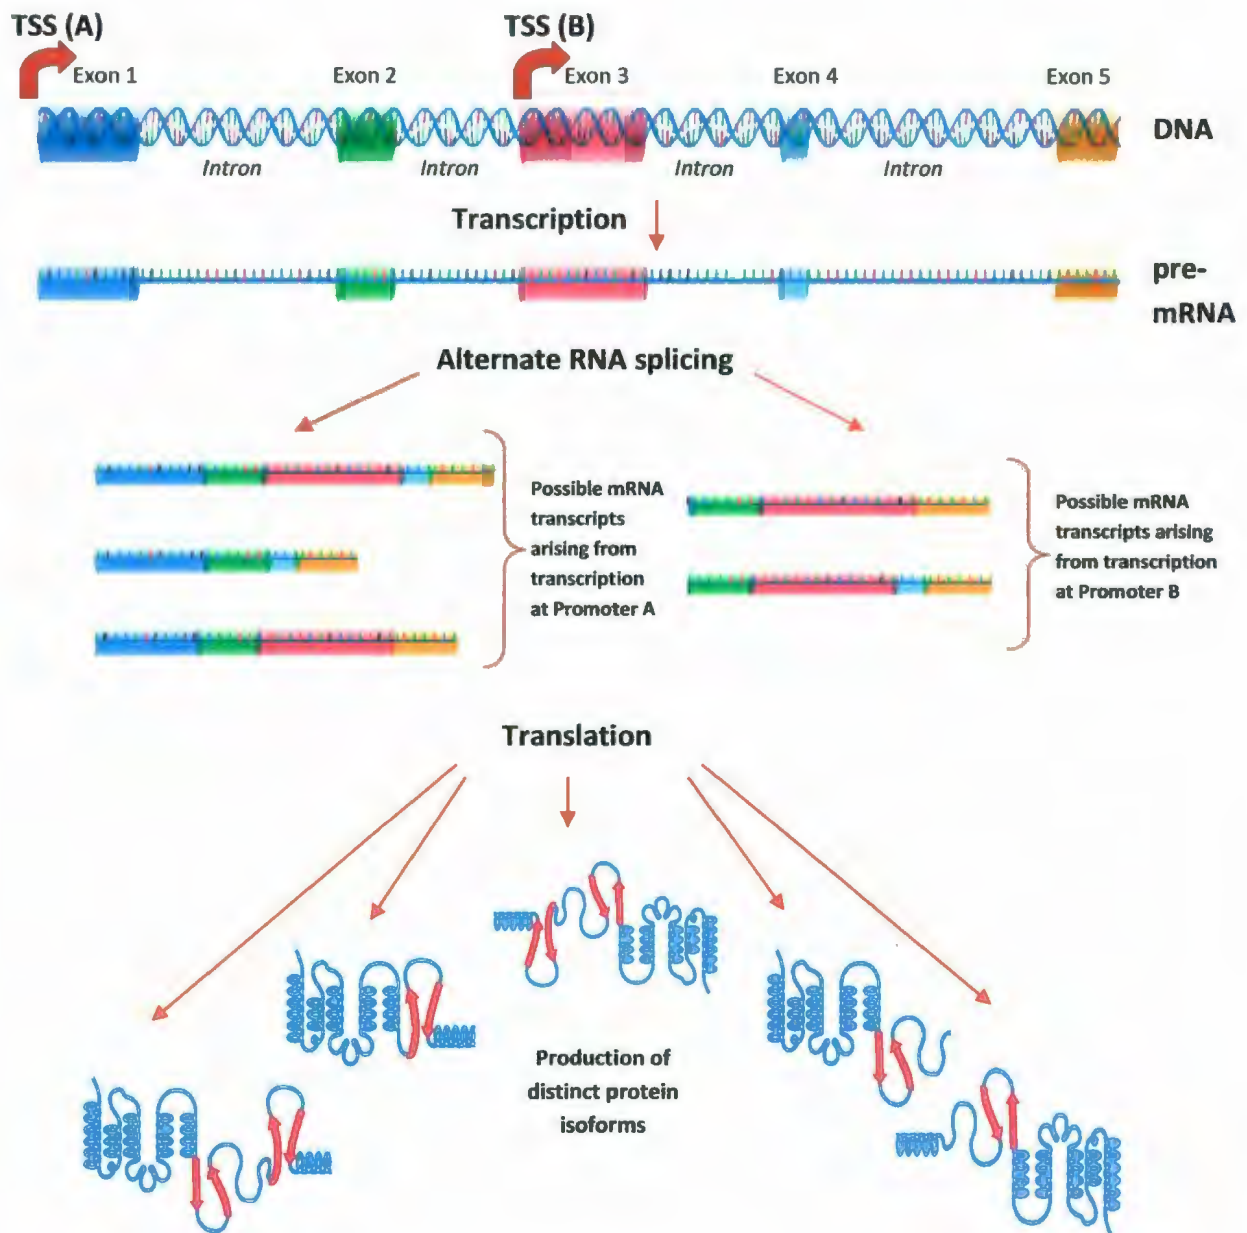 TSS (A)
TSS (B)
Exon 1
Exon 2
Exon 3
Exon 4
Exon 5
DNA
Intron
Intron
Intron
Intron
Transcription
pre-
mRNA
Alternate RNA splicing
Possible mRNA
transcripts
arising from
transcription
at Promoter A
Possible mRNA
transcripts arising
from transcription
at Promoter B
Translation
Production of
distinct protein
isoforms